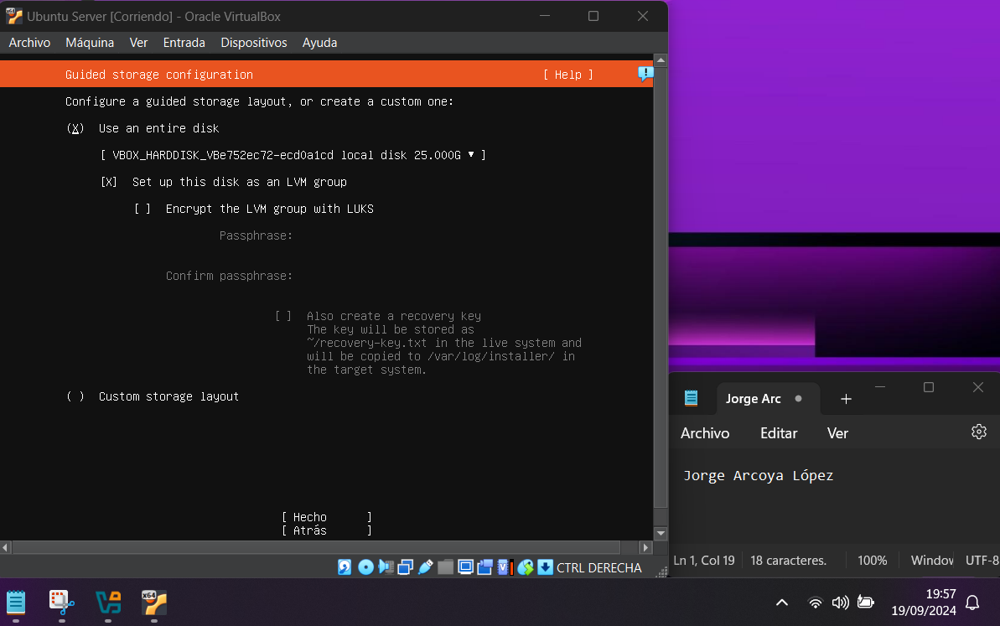 Ubuntu Server [Corriendo] - Oracle VirtualBox
Archivo Máquina Ver Entrada Dispositivos Ayuda
Guided storage configuration [ Help ]
Configure a guided storage layout, or create a custom one:
(X) Use an entire disk
[ VBOX_HARDDISK_VBe752ec72-ecd0a1cd local disk 25.000G ▾ ]
[X] Set up this disk as an LVM group
[ ] Encrypt the LVM group with LUKS
Passphrase:
Confirm passphrase:
[ ] Also create a recovery key
The key will be stored as
~/recovery-key.txt in the live system and
will be copied to /var/log/installer/ in
the target system.
( ) Custom storage layout
[ Hecho ]
[ Atrás ]
CTRL DERECHA
Jorge Arc
Archivo Editar Ver
Jorge Arcoya López
Ln 1, Col 19 18 caracteres. 100% Window UTF-8
x64
19:57
19/09/2024